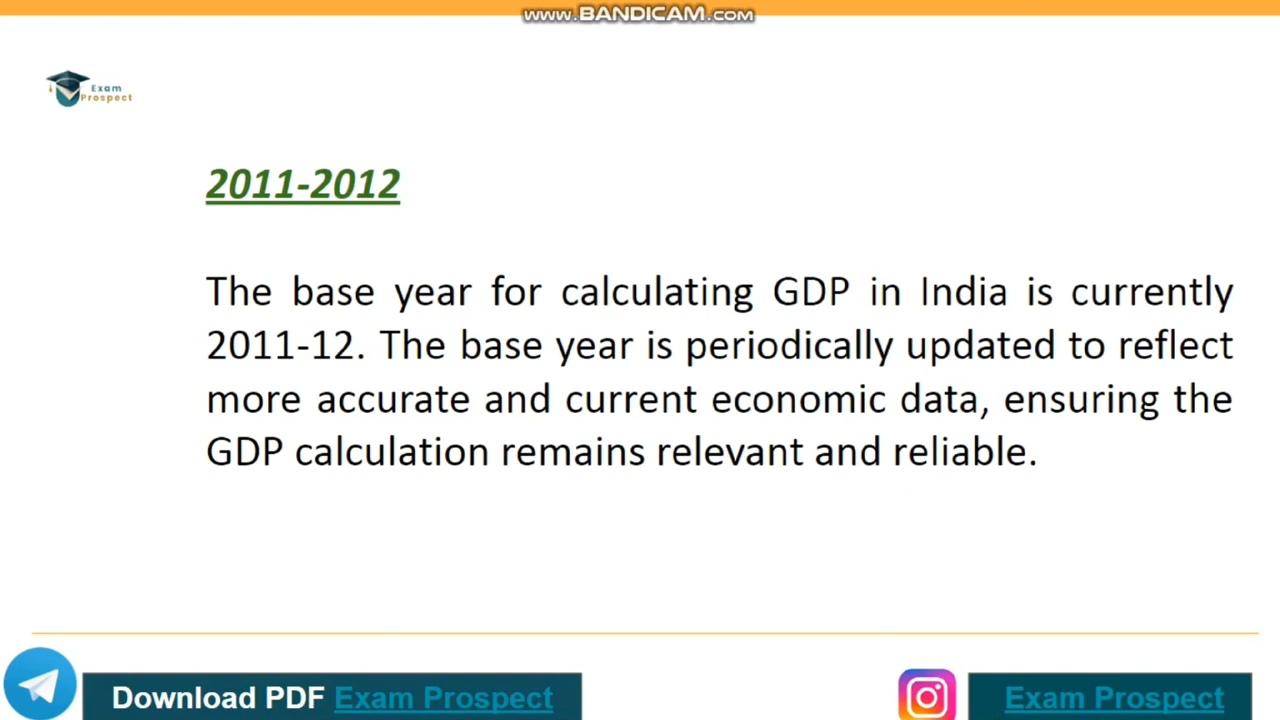 www.BANDICAM.com
Exam
Prospect
2011-2012
The base year for calculating GDP in India is currently
2011-12. The base year is periodically updated to reflect
more accurate and current economic data, ensuring the
GDP calculation remains relevant and reliable.
Download PDF Exam Prospect
Exam Prospect